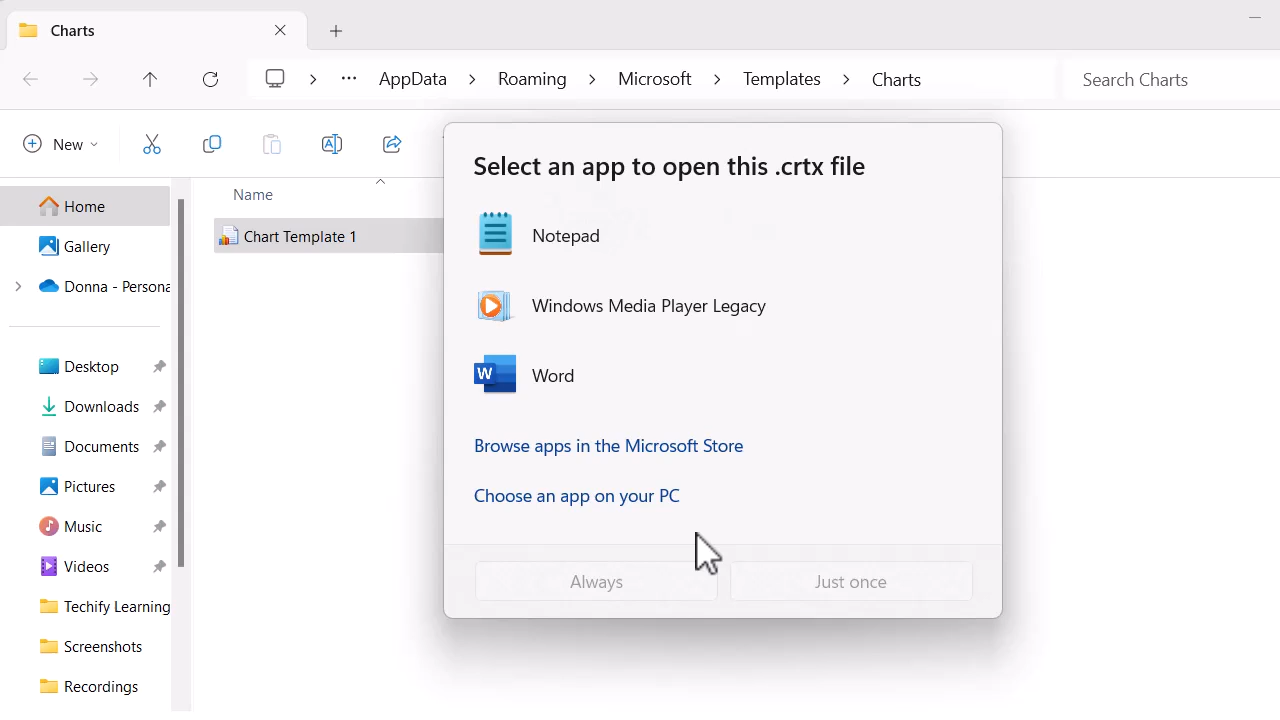 Charts
··· AppData > Roaming > Microsoft > Templates > Charts
Search Charts
New
Name
Home
Gallery
Donna - Persona
Desktop
Downloads
Documents
Pictures
Music
Videos
Techify Learning
Screenshots
Recordings
Chart Template 1
Select an app to open this .crtx file
Notepad
Windows Media Player Legacy
W Word
Browse apps in the Microsoft Store
Choose an app on your PC
Always
Just once